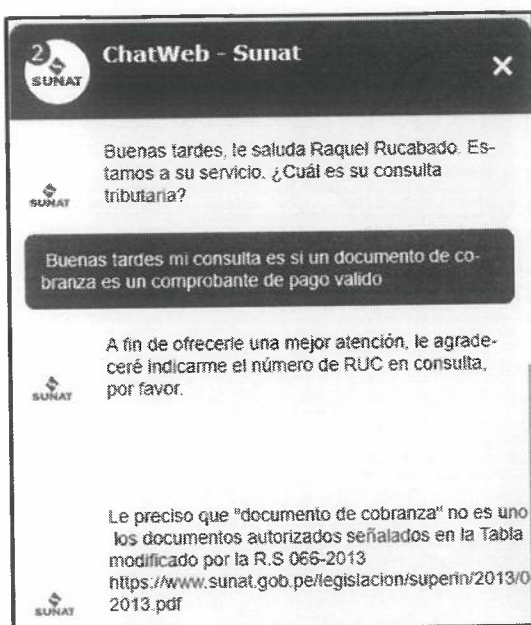 2)
SUNAT
ChatWeb - Sunat
×
Buenas tardes, le saluda Raquel Rucabado. Es-
tamos a su servicio. ¿Cuál es su consulta
tributaria?
SUNAT
Buenas tardes mi consulta es si un documento de co-
branza es un comprobante de pago valido
A fin de ofrecerle una mejor atención, le agrade-
ceré indicarme el número de RUC en consulta,
por favor.
SUNAT
Le preciso que "documento de cobranza" no es uno
los documentos autorizados señalados en la Tabla
modificado por la R.S 066-2013
https://www.sunat.gob.pe/legislacion/superin/2013/0
2013.pdf
SUNAT